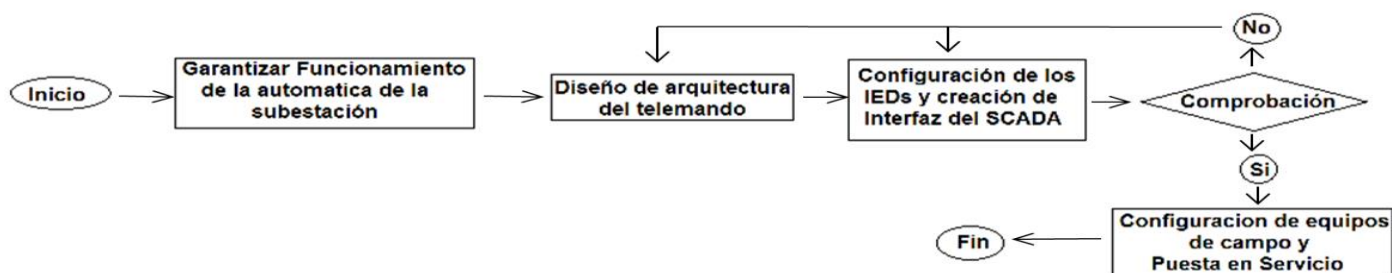 Inicio
Garantizar Funcionamiento
de la automatica de la
subestación
Diseño de arquitectura
del telemando
Configuración de los
IEDs y creación de
Interfaz del SCADA
Comprobación
No
Si
Configuracion de equipos
de campo y
Puesta en Servicio
Fin